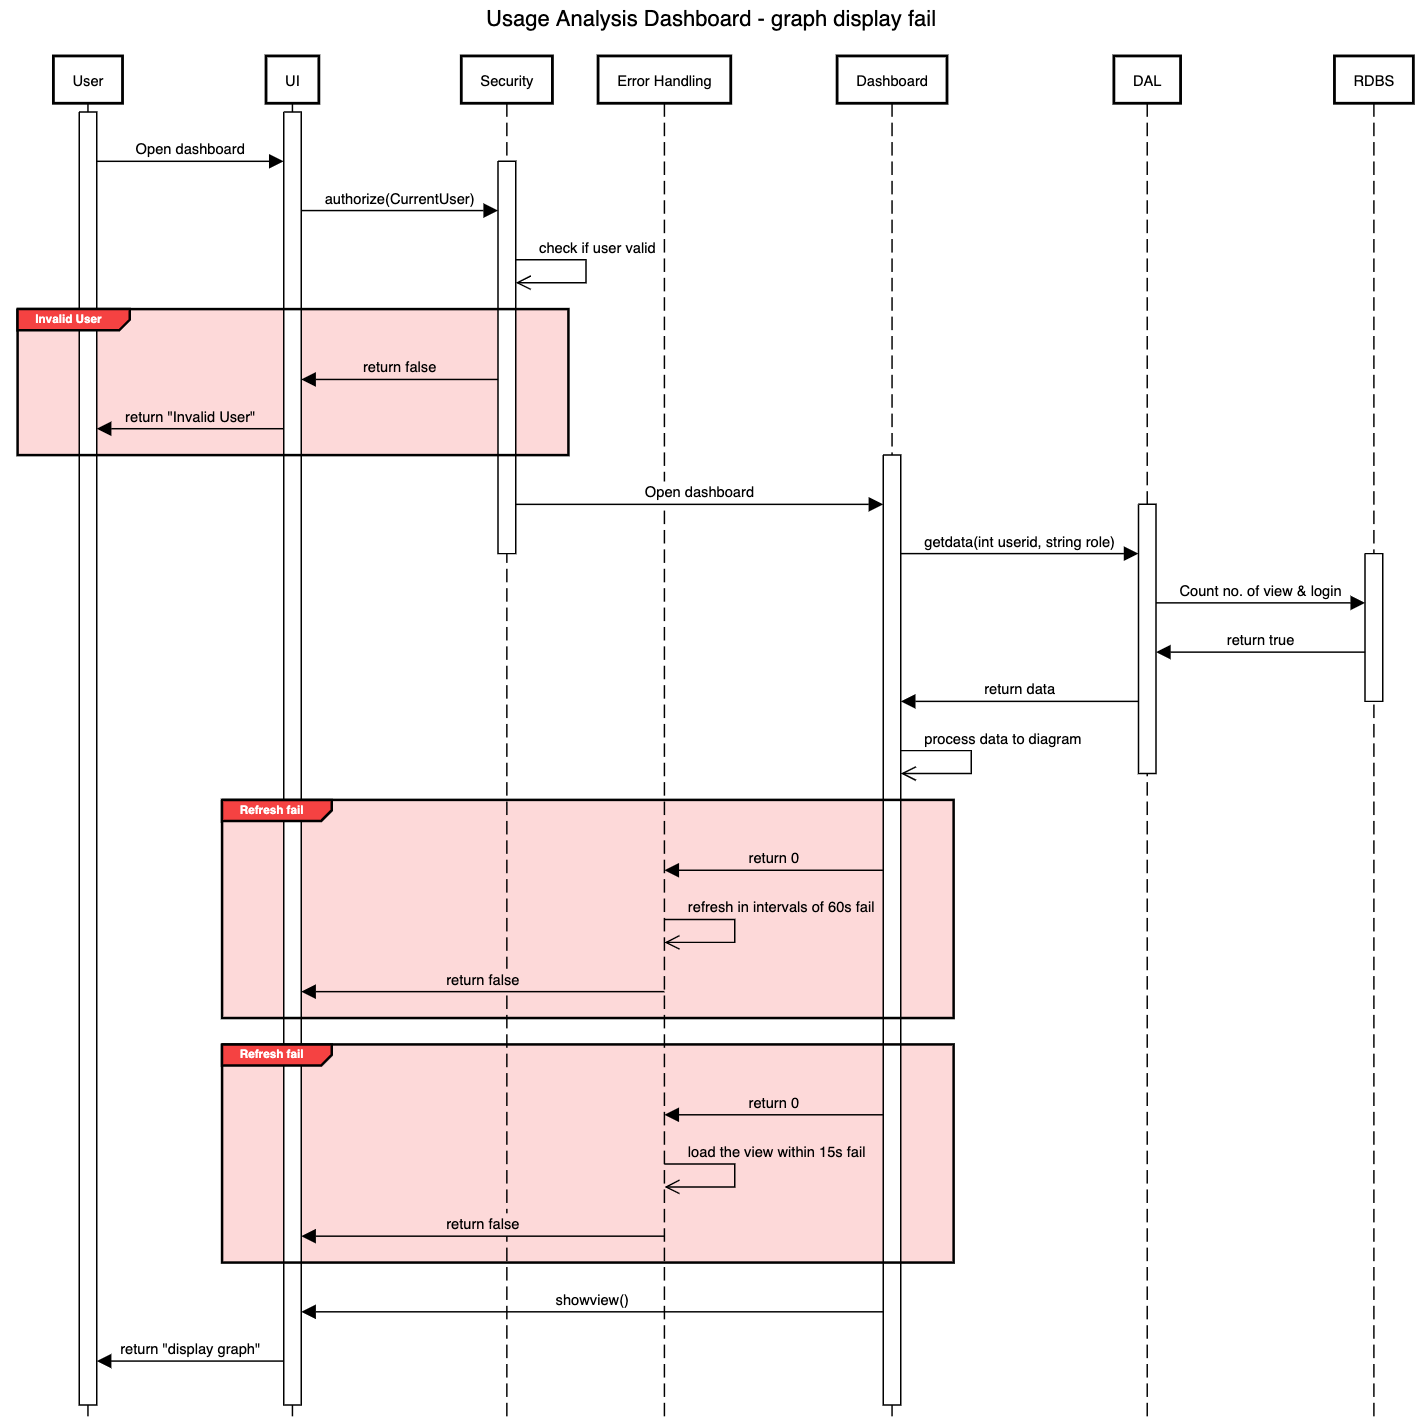 Usage Analysis Dashboard - graph display fail
User
UI
Security
Error Handling
Dashboard
DAL
RDBS
Open dashboard
authorize(CurrentUser)
check if user valid
Invalid User
return false
return "Invalid User"
Open dashboard
getdata(int userid, string role)
Count no. of view & login
return true
return data
process data to diagram
Refresh fail
return 0
refresh in intervals of 60s fail
return false
Refresh fail
return 0
load the view within 15s fail
return false
showview()
return "display graph"